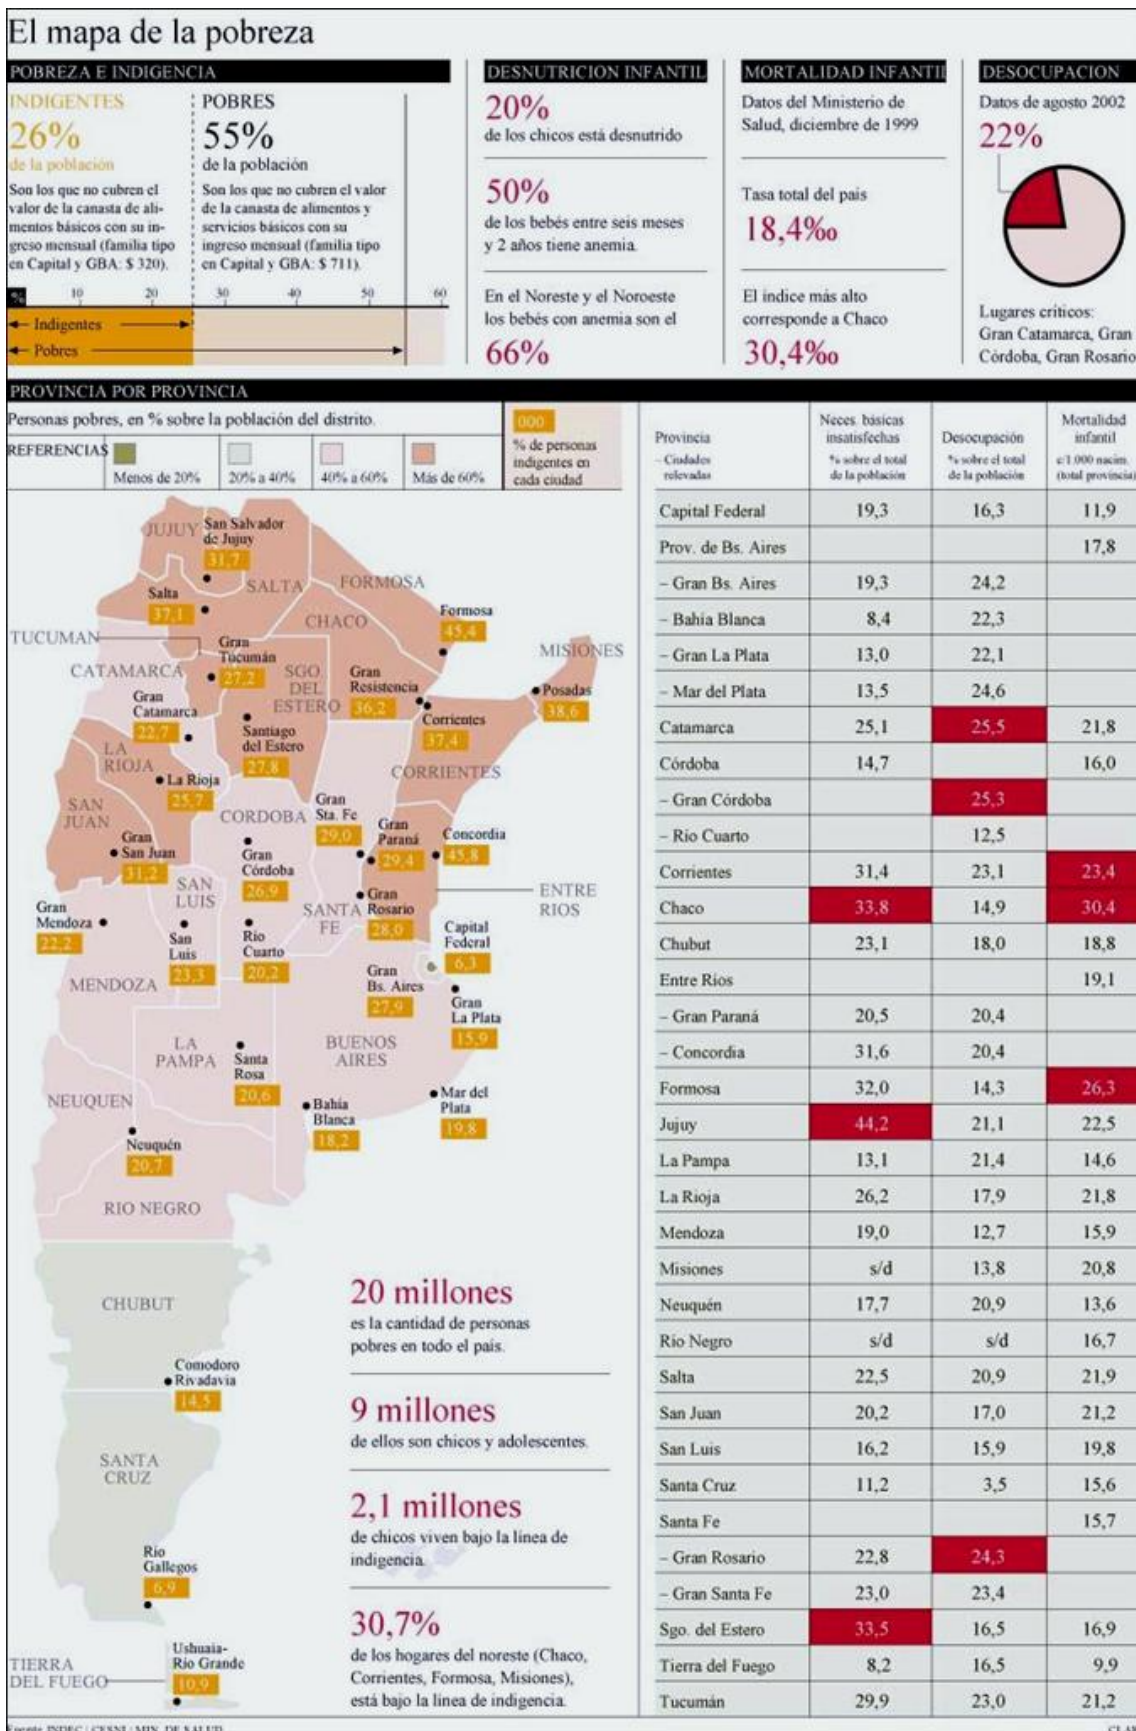 El mapa de la pobreza
POBREZA E INDIGENCIA
INDIGENTES
26%
de la población
Son los que no cubren el
valor de la canasta de ali-
mentos básicos con su in-
greso mensual (familia tipo
en Capital y GBA: $ 320).
POBRES
55%
de la población
Son los que no cubren el valor
de la canasta de alimentos y
servicios básicos con su
ingreso mensual (familia tipo
en Capital y GBA: $ 711).
% 10 20 30 40 50 60
Indigentes
Pobres
DESNUTRICION INFANTIL
20%
de los chicos está desnutrido
50%
de los bebés entre seis meses
y 2 años tiene anemia.
En el Noreste y el Noroeste
los bebés con anemia son el
66%
MORTALIDAD INFANTIL
Datos del Ministerio de
Salud, diciembre de 1999
Tasa total del país
18,4‰
El índice más alto
corresponde a Chaco
30,4‰
DESOCUPACION
Datos de agosto 2002
22%
Lugares críticos:
Gran Catamarca, Gran
Córdoba, Gran Rosario
PROVINCIA POR PROVINCIA
Personas pobres, en % sobre la población del distrito.
REFERENCIAS
Menos de 20%
20% a 40%
40% a 60%
Más de 60%
000
% de personas
indigentes en
cada ciudad
JUJUY
San Salvador
de Jujuy
31,7
SALTA
Salta
37,1
FORMOSA
Formosa
45,4
CHACO
TUCUMAN
Gran
Tucumán
27,2
MISIONES
Posadas
38,6
CATAMARCA
Gran
Catamarca
22,7
SGO.
DEL
ESTERO
Gran
Resistencia
36,2
Corrientes
37,4
Santiago
del Estero
27,8
LA
RIOJA
La Rioja
25,7
CORRIENTES
SAN
JUAN
Gran
San Juan
31,2
CORDOBA
Gran
Córdoba
26,9
Gran
Sta. Fe
29,0
Gran
Paraná
29,4
Concordia
45,8
ENTRE
RIOS
SAN
LUIS
San
Luis
23,3
Río
Cuarto
20,2
SANTA
FE
Gran
Rosario
28,0
Gran
Mendoza
22,2
MENDOZA
Capital
Federal
6,3
Gran
Bs. Aires
27,9
Gran
La Plata
15,9
LA
PAMPA
Santa
Rosa
20,6
BUENOS
AIRES
Mar del
Plata
19,8
Bahía
Blanca
18,2
NEUQUEN
Neuquén
20,7
RIO NEGRO
CHUBUT
Comodoro
Rivadavia
14,5
SANTA
CRUZ
Río
Gallegos
6,9
TIERRA
DEL FUEGO
Ushuaia-
Río Grande
10,9
20 millones
es la cantidad de personas
pobres en todo el país.
9 millones
de ellos son chicos y adolescentes.
2,1 millones
de chicos viven bajo la línea de
indigencia.
30,7%
de los hogares del noreste (Chaco,
Corrientes, Formosa, Misiones),
está bajo la línea de indigencia.
Provincia
– Ciudades
relevadas
Neces. básicas
insatisfechas
% sobre el total
de la población
Desocupación
% sobre el total
de la población
Mortalidad
infantil
c/1.000 nacim.
(total provincia)
Capital Federal 19,3 16,3 11,9
Prov. de Bs. Aires 17,8
– Gran Bs. Aires 19,3 24,2
– Bahía Blanca 8,4 22,3
– Gran La Plata 13,0 22,1
– Mar del Plata 13,5 24,6
Catamarca 25,1 25,5 21,8
Córdoba 14,7 16,0
– Gran Córdoba 25,3
– Río Cuarto 12,5
Corrientes 31,4 23,1 23,4
Chaco 33,8 14,9 30,4
Chubut 23,1 18,0 18,8
Entre Ríos 19,1
– Gran Paraná 20,5 20,4
– Concordia 31,6 20,4
Formosa 32,0 14,3 26,3
Jujuy 44,2 21,1 22,5
La Pampa 13,1 21,4 14,6
La Rioja 26,2 17,9 21,8
Mendoza 19,0 12,7 15,9
Misiones s/d 13,8 20,8
Neuquén 17,7 20,9 13,6
Río Negro s/d s/d 16,7
Salta 22,5 20,9 21,9
San Juan 20,2 17,0 21,2
San Luis 16,2 15,9 19,8
Santa Cruz 11,2 3,5 15,6
Santa Fe 15,7
– Gran Rosario 22,8 24,3
– Gran Santa Fe 23,0 23,4
Sgo. del Estero 33,5 16,5 16,9
Tierra del Fuego 8,2 16,5 9,9
Tucumán 29,9 23,0 21,2
Fuente: INDEC / CESNI / MIN. DE SALUD